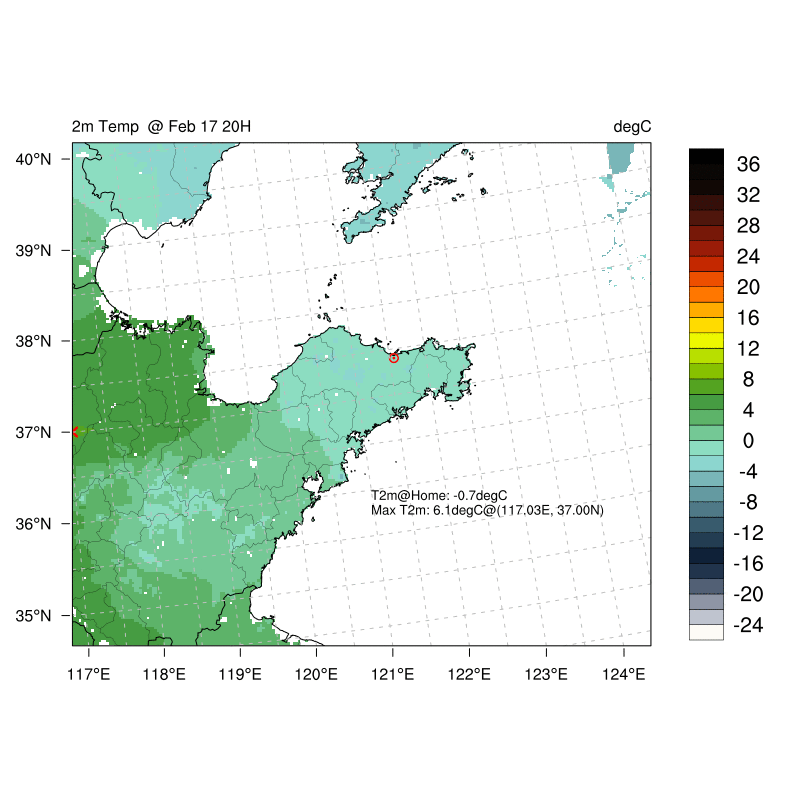 2m Temp @ Feb 17 20H
degC
40°N
39°N
38°N
37°N
36°N
35°N
117°E
118°E
119°E
120°E
121°E
122°E
123°E
124°E
T2m@Home: -0.7degC
Max T2m: 6.1degC@(117.03E, 37.00N)
36
32
28
24
20
16
12
8
4
0
-4
-8
-12
-16
-20
-24